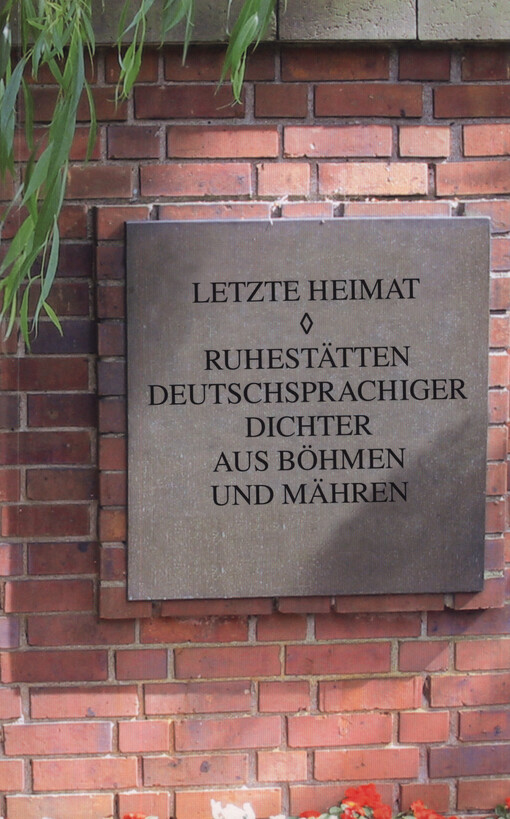 LETZTE HEIMAT
◊
RUHESTÄTTEN
DEUTSCHSPRACHIGER
DICHTER
AUS BÖHMEN
UND MÄHREN